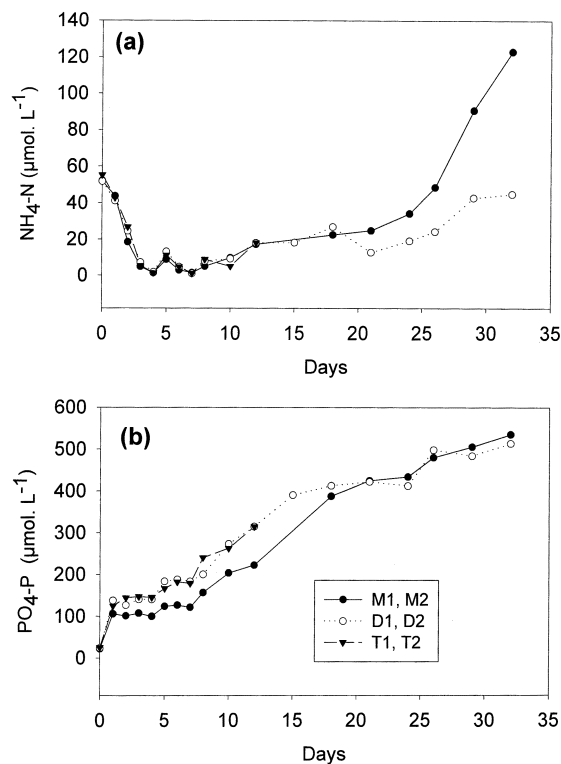 (a)
NH4-N (µmol. L-1)
140
120
100
80
60
40
20
0
0 5 10 15 20 25 30 35
Days
(b)
PO4-P (µmol. L-1)
600
500
400
300
200
100
0
M1, M2
D1, D2
T1, T2
0 5 10 15 20 25 30 35
Days